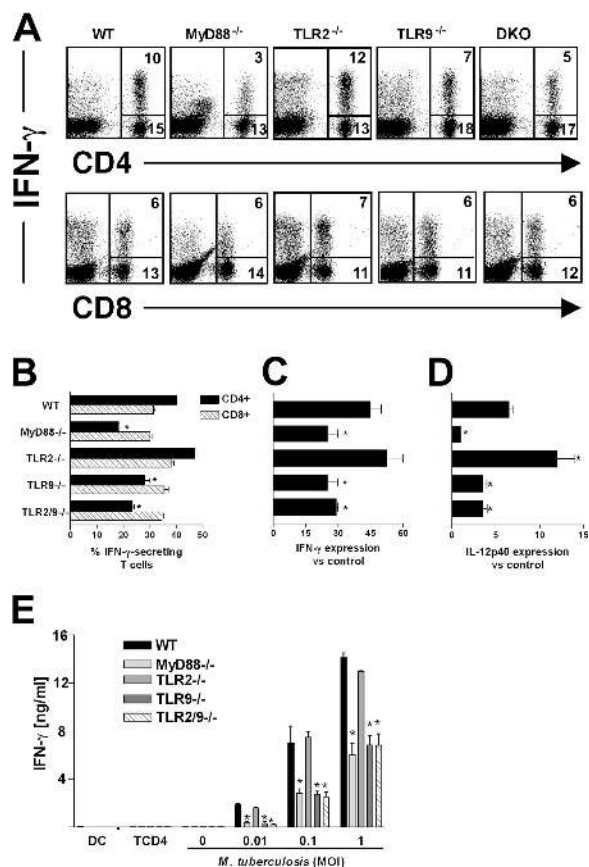 A
WT MyD88-/- TLR2-/- TLR9-/- DKO
10 3 12 7 5
15 13 13 18 17
IFN-γ
CD4
6 6 7 6 6
13 14 11 11 12
CD8
B C D
CD4+
CD8+
WT
MyD88-/-
TLR2-/-
TLR9-/-
TLR2/9-/-
* * *
* * *
* * *
0 20 40 50
0 15 30 45 60
0 5 10 15
% IFN-γ-secreting
T cells
IFN-γ expression
vs control
IL-12p40 expression
vs control
E
16
12
8
4
IFN-γ [ng/ml]
WT
MyD88-/-
TLR2-/-
TLR9-/-
TLR2/9-/-
* * * * * * * * *
DC TCD4 0 0.01 0.1 1
M. tuberculosis (MOI)